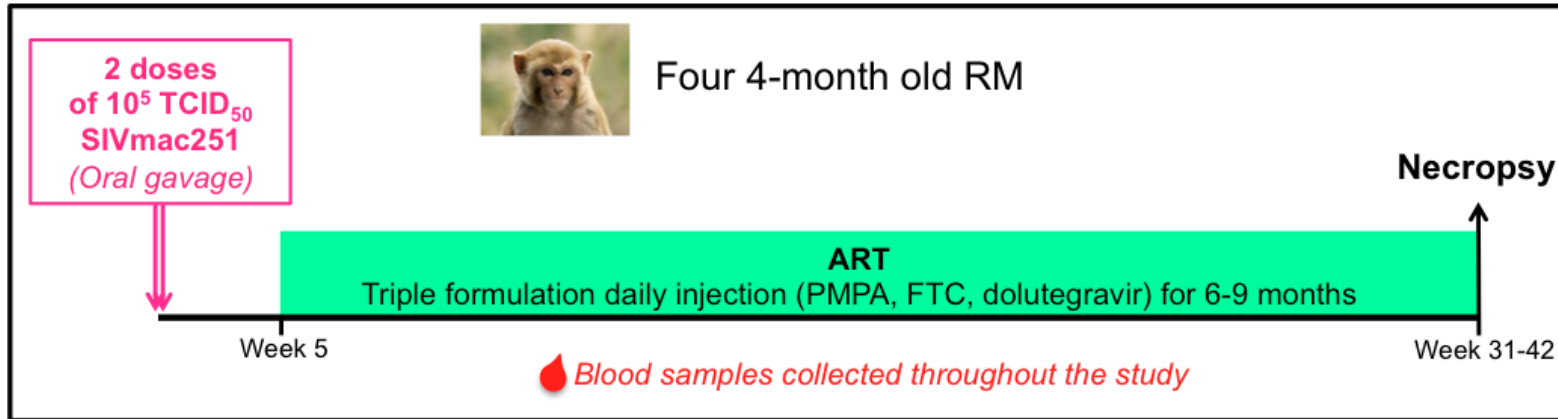 2 doses
of 10⁵ TCID₅₀
SIVmac251
(Oral gavage)
Four 4-month old RM
Necropsy
ART
Triple formulation daily injection (PMPA, FTC, dolutegravir) for 6-9 months
Week 5
Week 31-42
Blood samples collected throughout the study